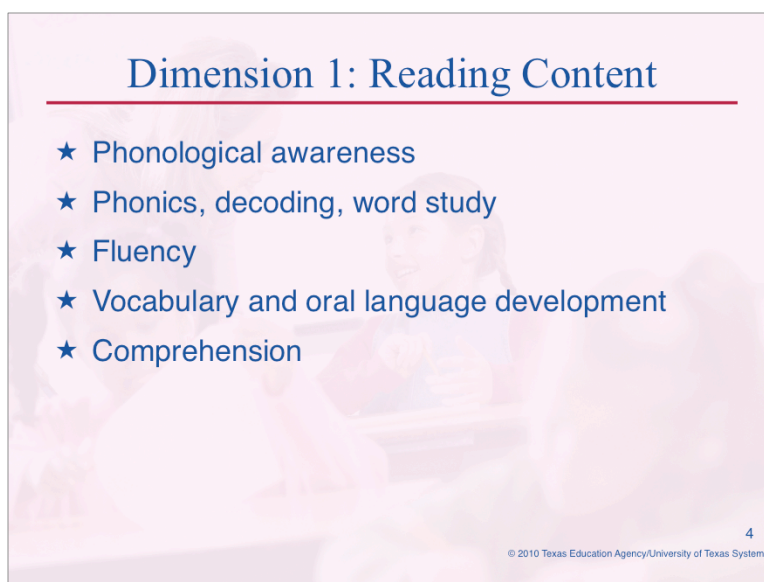 Dimension 1: Reading Content
★ Phonological awareness
★ Phonics, decoding, word study
★ Fluency
★ Vocabulary and oral language development
★ Comprehension
4
© 2010 Texas Education Agency/University of Texas System